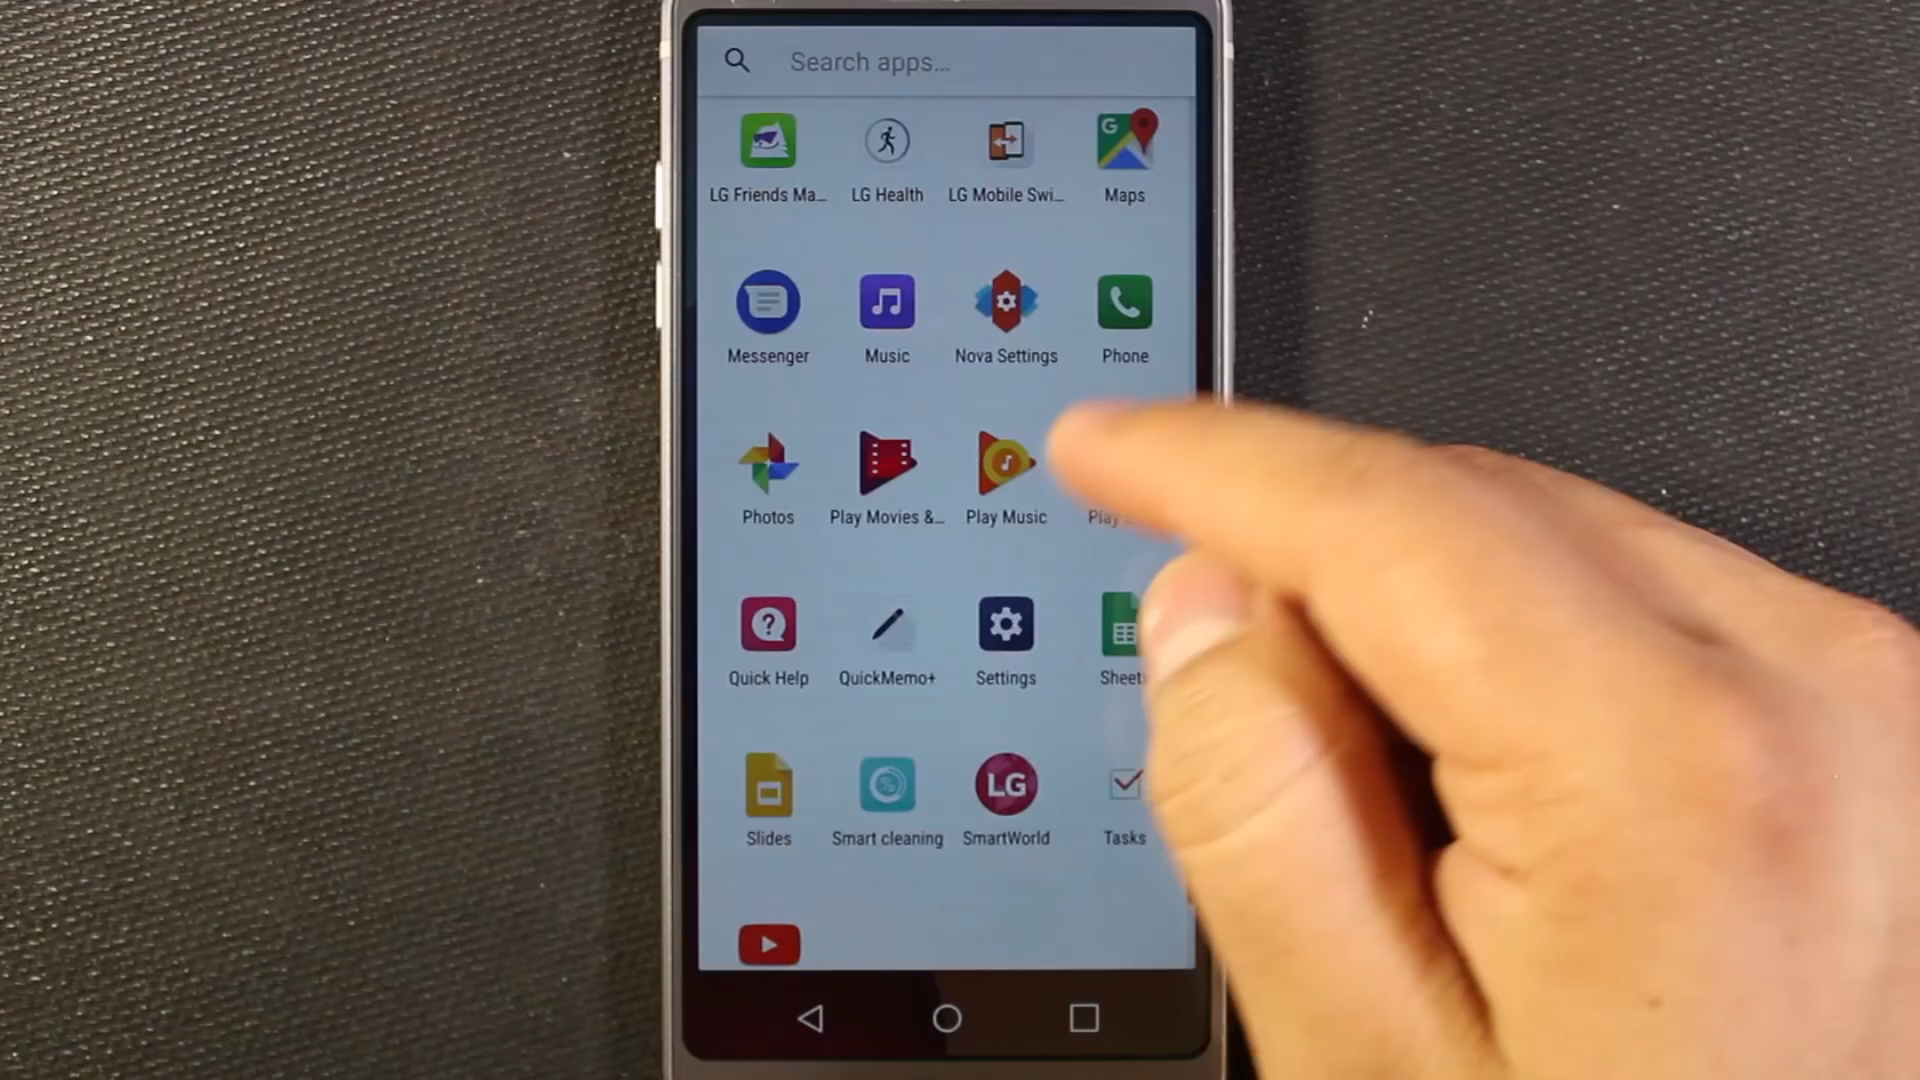 Search apps...
LG Friends Ma...
LG Health
LG Mobile Swi...
Maps
G
Messenger
Music
Nova Settings
Phone
Photos
Play Movies &...
Play Music
Play
Quick Help
QuickMemo+
Settings
Sheet
LG
Slides
Smart cleaning
SmartWorld
Tasks